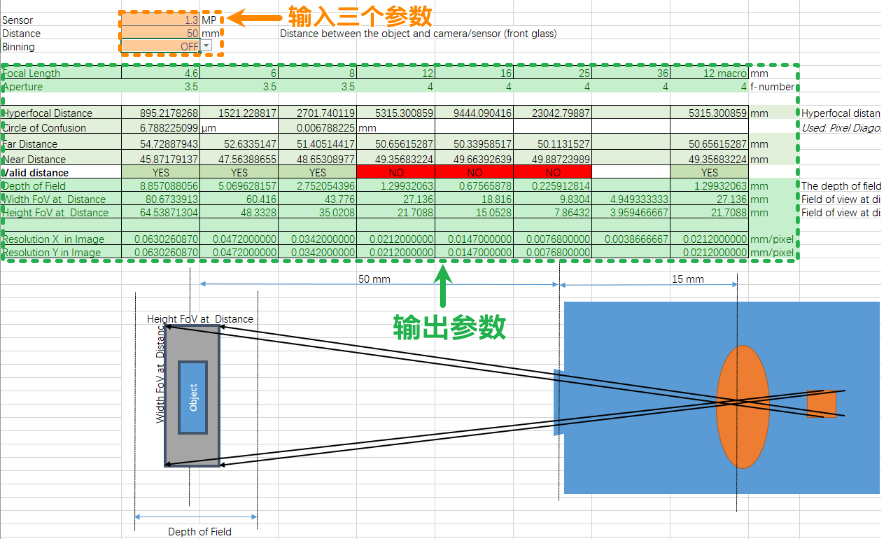 Sensor 1.3 MP 输入三个参数
Distance 50 mm Distance between the object and camera/sensor (front glass)
Binning OFF
Focal Length 4.6 6 8 12 16 25 36 12 macro mm
Aperture 3.5 3.5 3.5 4 4 4 4 4 f-number
Hyperfocal Distance 895.2178268 1521.228817 2701.740119 5315.300859 9444.090416 23042.79887 5315.300859 mm Hyperfocal distan
Circle of Confusion 6.788225099 μm 0.006788225 mm Used: Pixel Diago
Far Distance 54.72887943 52.6335147 51.40514417 50.65615287 50.33958517 50.1131527 50.65615287 mm
Near Distance 45.87179137 47.56388655 48.65308977 49.35683224 49.66392639 49.88723989 49.35683224 mm
Valid distance YES YES YES NO NO NO YES
Depth of Field 8.857088056 5.069628157 2.752054396 1.29932063 0.67565878 0.225912814 1.29932063 mm The depth of field
Width FoV at Distance 80.6733913 60.416 43.776 27.136 18.816 9.8304 4.949333333 27.136 mm Field of view at di
Height FoV at Distance 64.53871304 48.3328 35.0208 21.7088 15.0528 7.86432 3.959466667 21.7088 mm Field of view at di
Resolution X in Image 0.0630260870 0.0472000000 0.0342000000 0.0212000000 0.0147000000 0.0076800000 0.0038666667 0.0212000000 mm/pixel
Resolution Y in Image 0.0630260870 0.0472000000 0.0342000000 0.0212000000 0.0147000000 0.0076800000 0.0212000000 mm/pixel
50 mm 15 mm
输出参数
Height FoV at Distance
Width FoV at Distanc
Object
Depth of Field